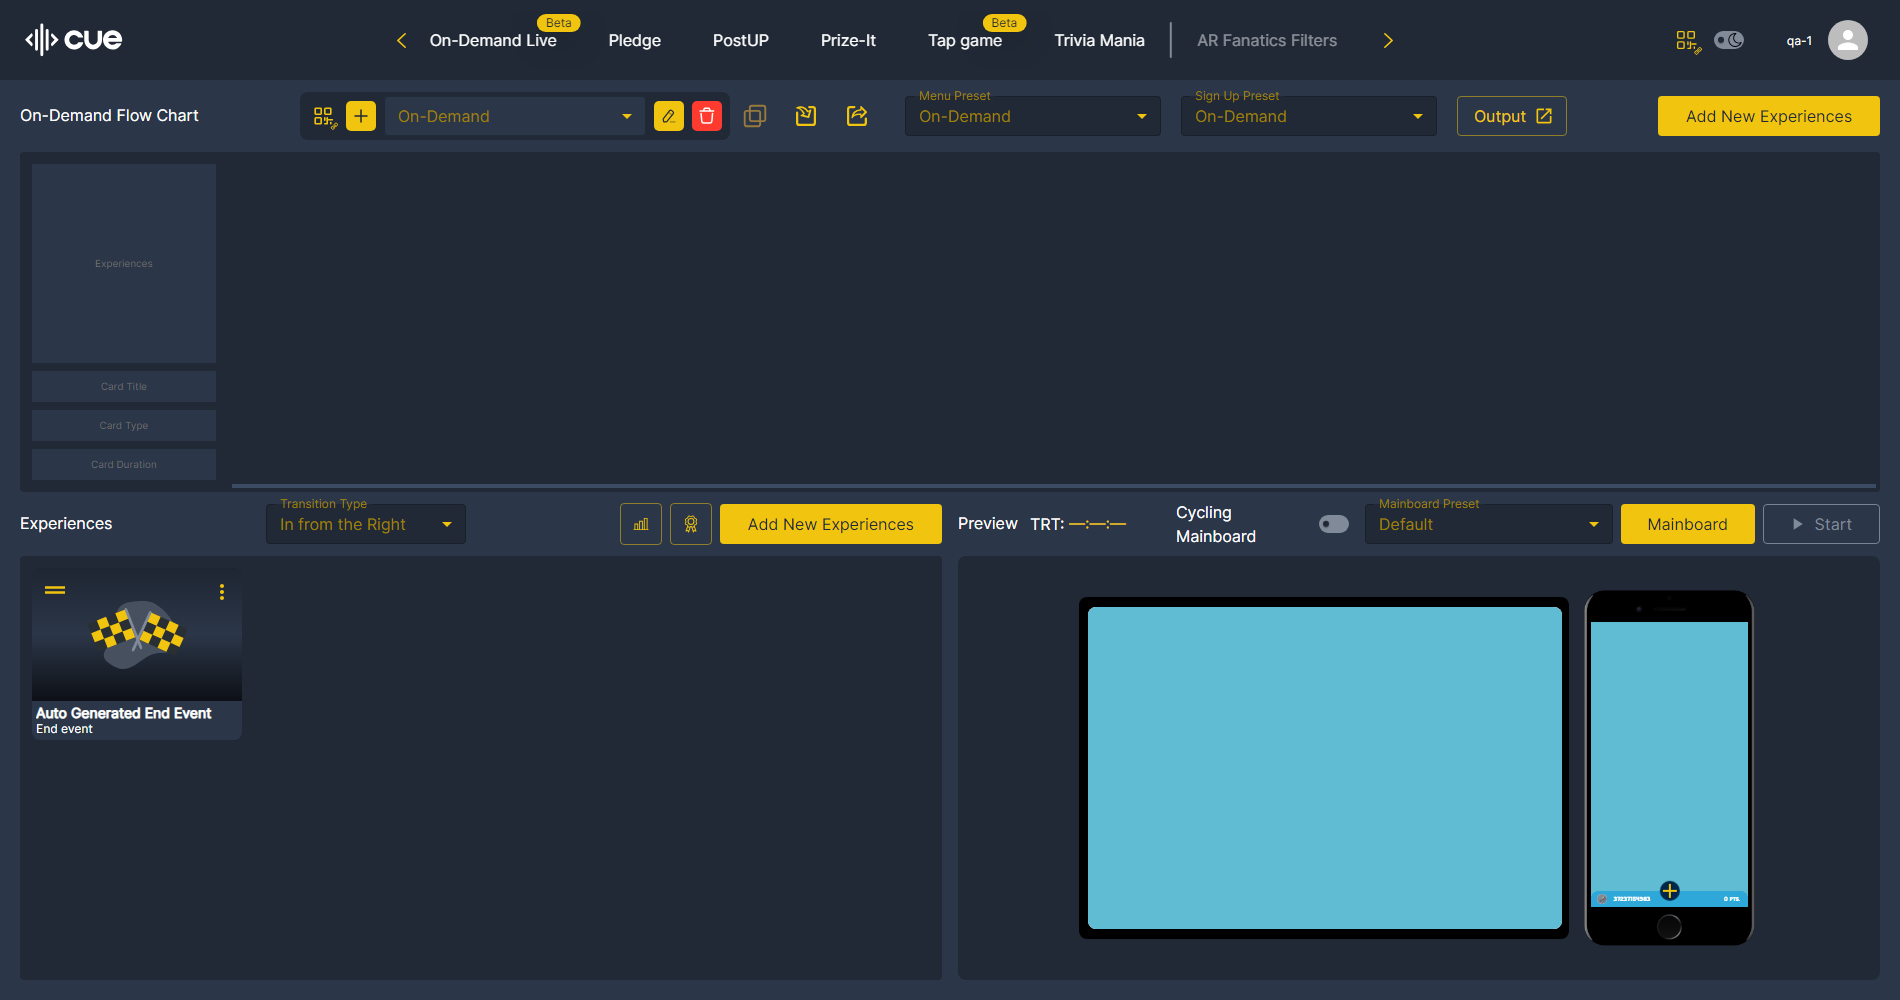 cue
On-Demand Live
Beta
Pledge
PostUP
Prize-It
Tap game
Beta
Trivia Mania
AR Fanatics Filters
qa-1
On-Demand Flow Chart
On-Demand
Menu Preset
On-Demand
Sign Up Preset
On-Demand
Output
Add New Experiences
Experiences
Card Title
Card Type
Card Duration
Experiences
Transition Type
In from the Right
Add New Experiences
Preview
TRT: —:—:—
Cycling
Mainboard
Mainboard Preset
Default
Mainboard
Start
Auto Generated End Event
End event
0 PTS.